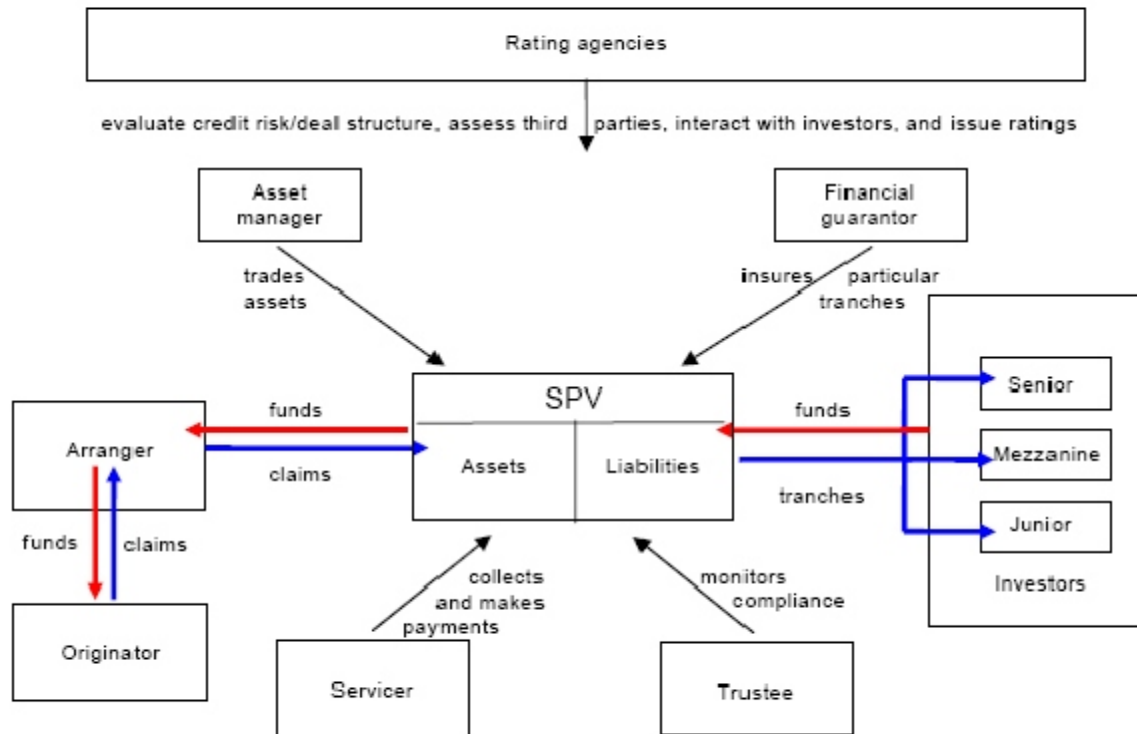 Rating agencies
evaluate credit risk/deal structure, assess third parties, interact with investors, and issue ratings
Asset
manager
Financial
guarantor
trades
assets
insures particular
tranches
SPV
Assets
Liabilities
funds
claims
Arranger
funds
claims
Originator
funds
tranches
Senior
Mezzanine
Junior
Investors
collects
and makes
payments
monitors
compliance
Servicer
Trustee